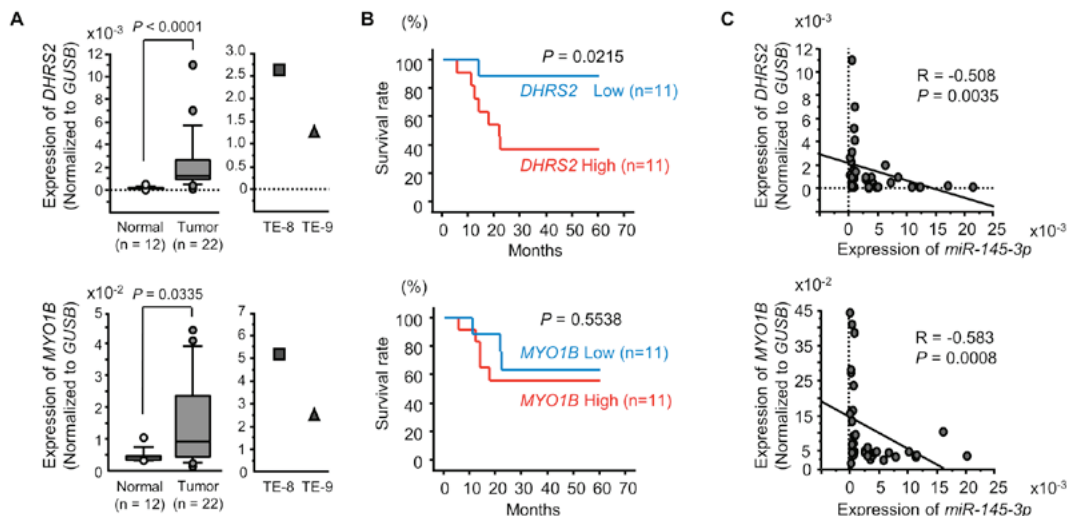 A
x10-3
P < 0.0001
Expression of DHRS2
(Normalized to GUSB)
12
10
8
6
4
2
0
Normal
(n = 12)
Tumor
(n = 22)
3.0
2.5
2.0
1.5
1.0
0.5
0
TE-8 TE-9
x10-2
P = 0.0335
Expression of MYO1B
(Normalized to GUSB)
5
4
3
2
1
0
Normal
(n = 12)
Tumor
(n = 22)
7
6
5
4
3
2
1
0
TE-8 TE-9
B
(%)
P = 0.0215
DHRS2 Low (n=11)
DHRS2 High (n=11)
Survival rate
100
80
60
40
20
0
0 10 20 30 40 50 60 70
Months
(%)
P = 0.5538
MYO1B Low (n=11)
MYO1B High (n=11)
Survival rate
100
80
60
40
20
0
0 10 20 30 40 50 60 70
Months
C
x10-3
R = -0.508
P = 0.0035
Expression of DHRS2
(Normalized to GUSB)
12
10
8
6
4
2
0
-2
0 5 10 15 20 25
x10-3
Expression of miR-145-3p
x10-2
R = -0.583
P = 0.0008
Expression of MYO1B
(Normalized to GUSB)
45
35
25
15
5
0
0 5 10 15 20 25
x10-3
Expression of miR-145-3p